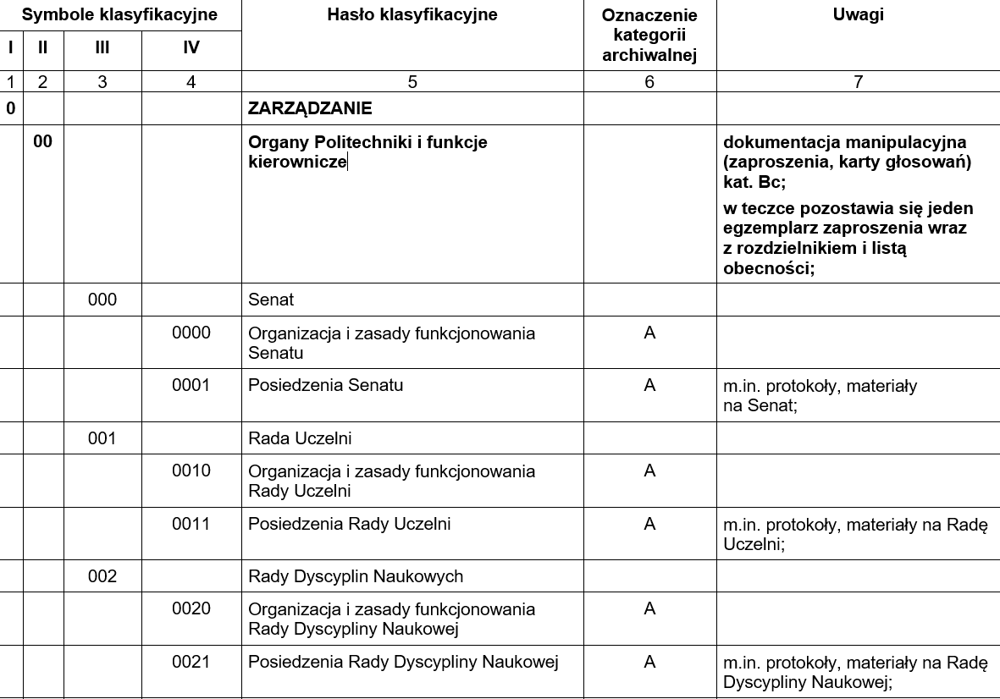 Symbole klasyfikacyjne Hasło klasyfikacyjne Oznaczenie kategorii archiwalnej Uwagi
I II III IV
1 2 3 4 5 6 7
0 ZARZĄDZANIE
00 Organy Politechniki i funkcje
kierownicze
dokumentacja manipulacyjna
(zaproszenia, karty głosowań)
kat. Bc;
w teczce pozostawia się jeden
egzemplarz zaproszenia wraz
z rozdzielnikiem i listą
obecności;
000 Senat
0000 Organizacja i zasady funkcjonowania
Senatu
A
0001 Posiedzenia Senatu A m.in. protokoły, materiały
na Senat;
001 Rada Uczelni
0010 Organizacja i zasady funkcjonowania
Rady Uczelni
A
0011 Posiedzenia Rady Uczelni A m.in. protokoły, materiały na Radę
Uczelni;
002 Rady Dyscyplin Naukowych
0020 Organizacja i zasady funkcjonowania
Rady Dyscypliny Naukowej
A
0021 Posiedzenia Rady Dyscypliny Naukowej A m.in. protokoły, materiały na Radę
Dyscypliny Naukowej;